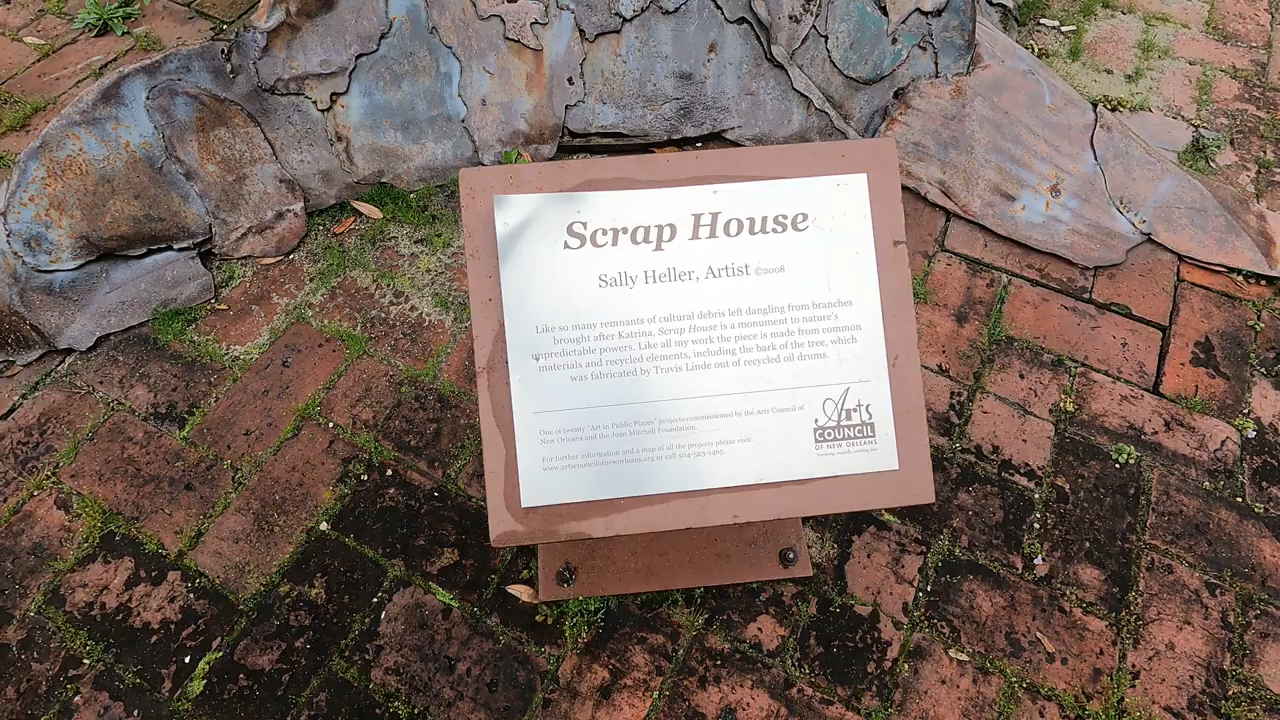 Scrap House
Sally Heller, Artist ©2008
Like so many remnants of cultural debris left dangling from branches
brought after Katrina, Scrap House is a monument to nature's
unpredictable powers. Like all my work the piece is made from common
materials and recycled elements, including the bark of the tree, which
was fabricated by Travis Linde out of recycled oil drums.
One of twenty "Art in Public Places" projects commissioned by the Arts Council of
New Orleans and the Joan Mitchell Foundation.
For further information and a map of all the projects please visit:
www.artscouncilofneworleans.org or call 504-523-1465.
Arts
COUNCIL
OF NEW ORLEANS